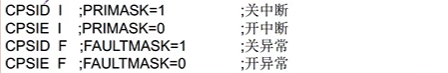 CPSID I ;PRIMASK=1 ;关中断
CPSIE I ;PRIMASK=0 ;开中断
CPSID F ;FAULTMASK=1 ;关异常
CPSIE F ;FAULTMASK=0 ;开异常